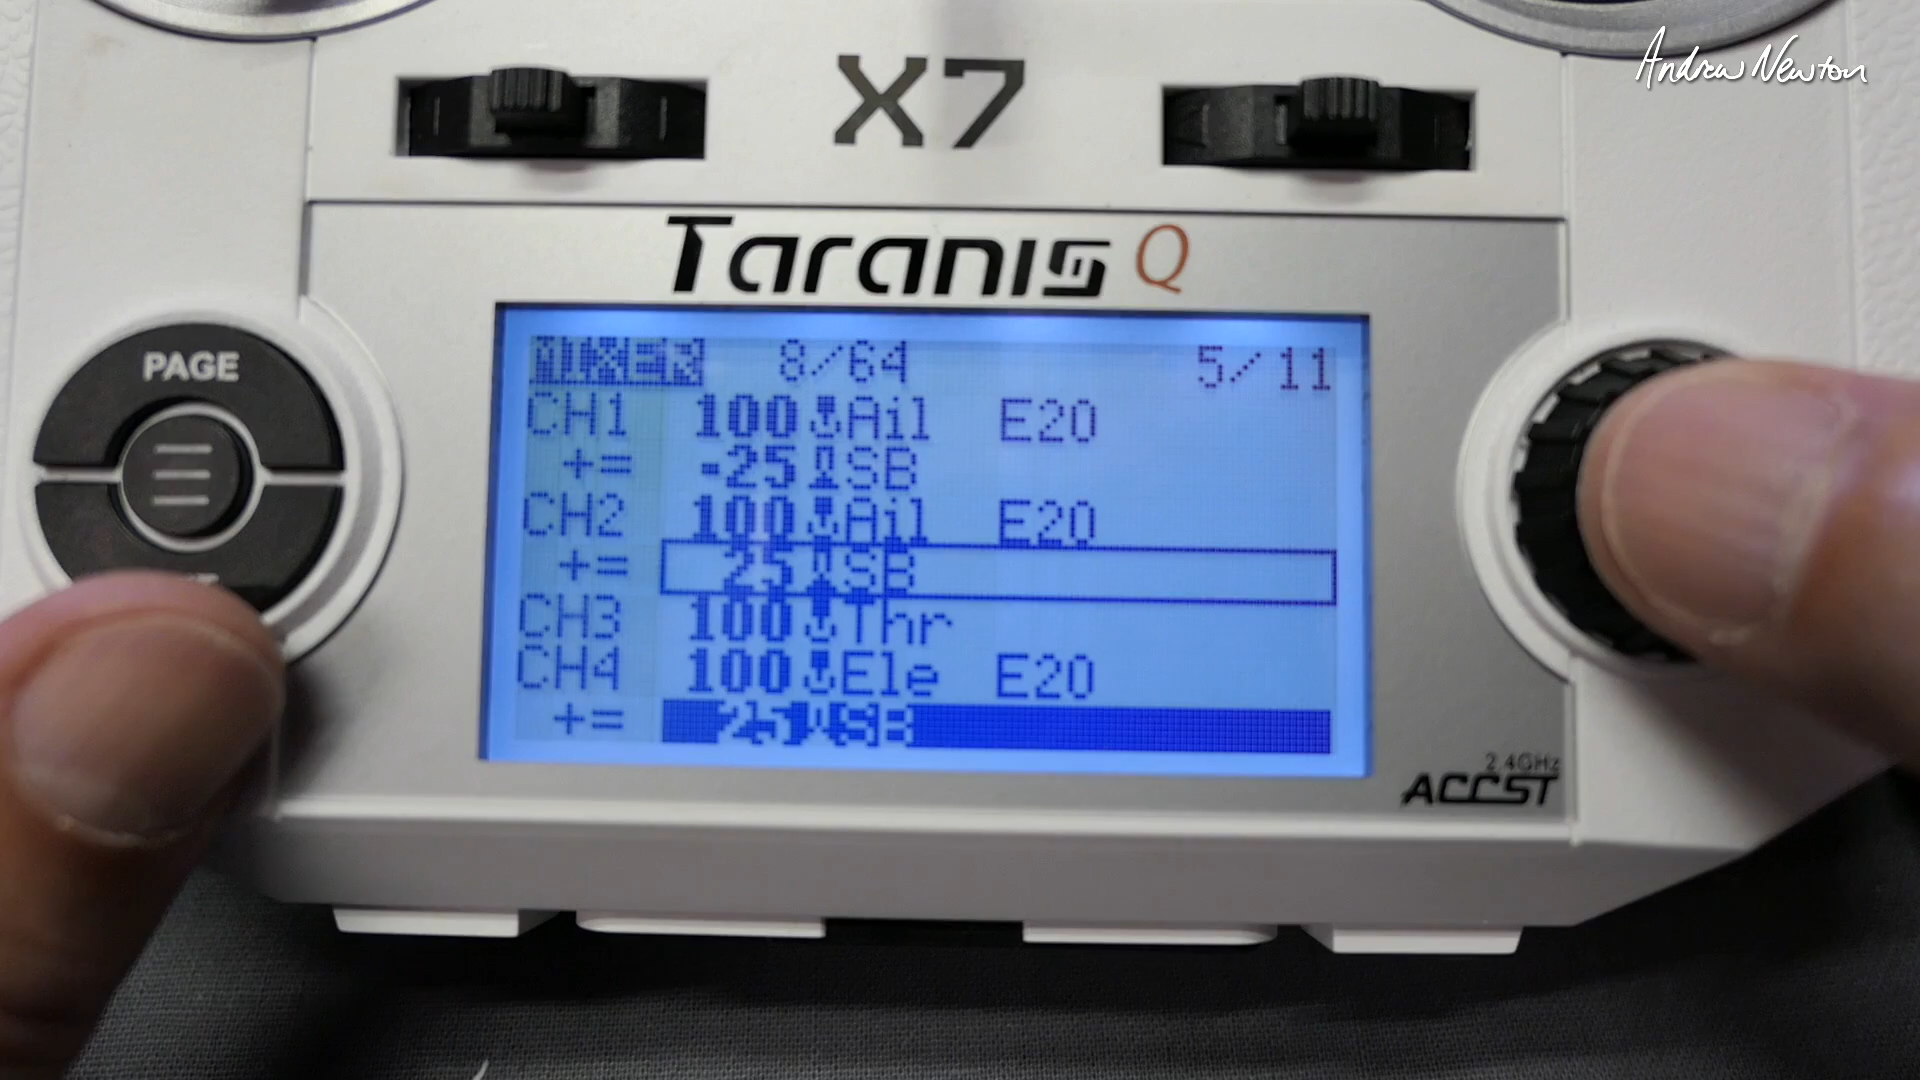 Andrew Newton
X7
Taranis Q
PAGE
MIXER 8/64 5/11
CH1 100 Ail E20
+= -25 SB
CH2 100 Ail E20
+= 25 SB
CH3 100 Thr
CH4 100 Ele E20
+= 25 SB
2.4GHz
ACCST